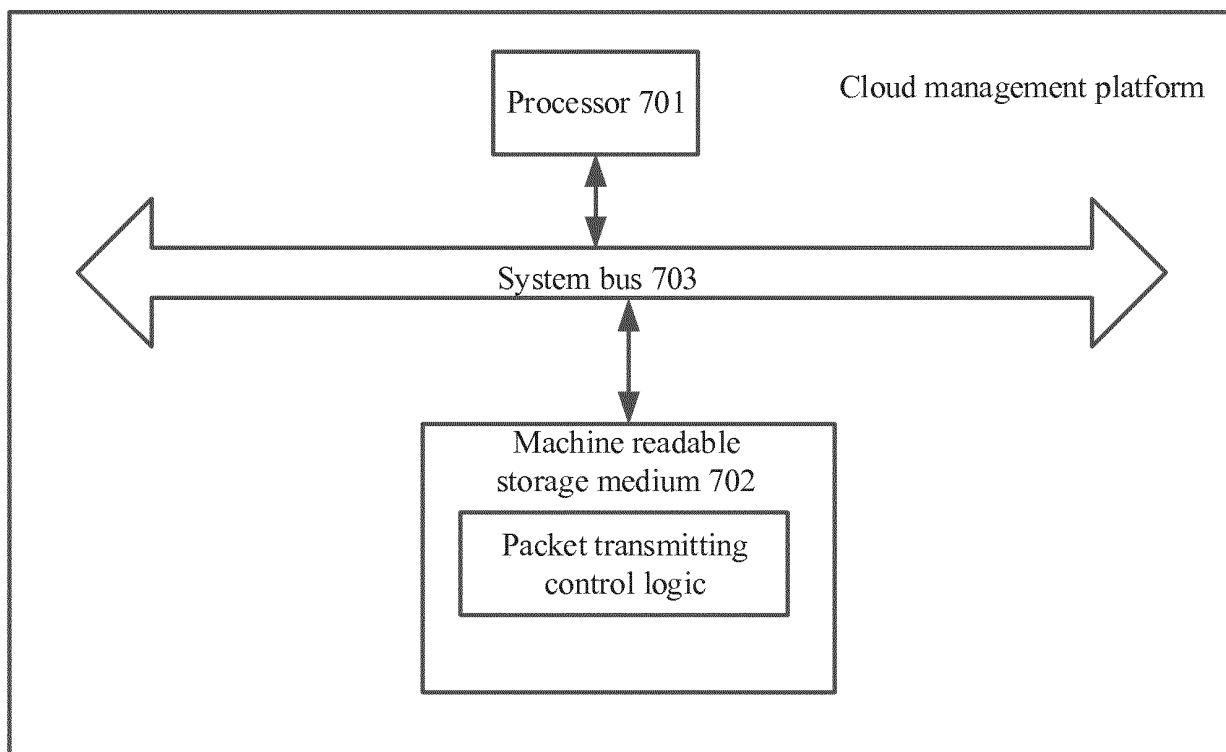 Processor 701
Cloud management platform
System bus 703
Machine readable
storage medium 702
Packet transmitting
control logic